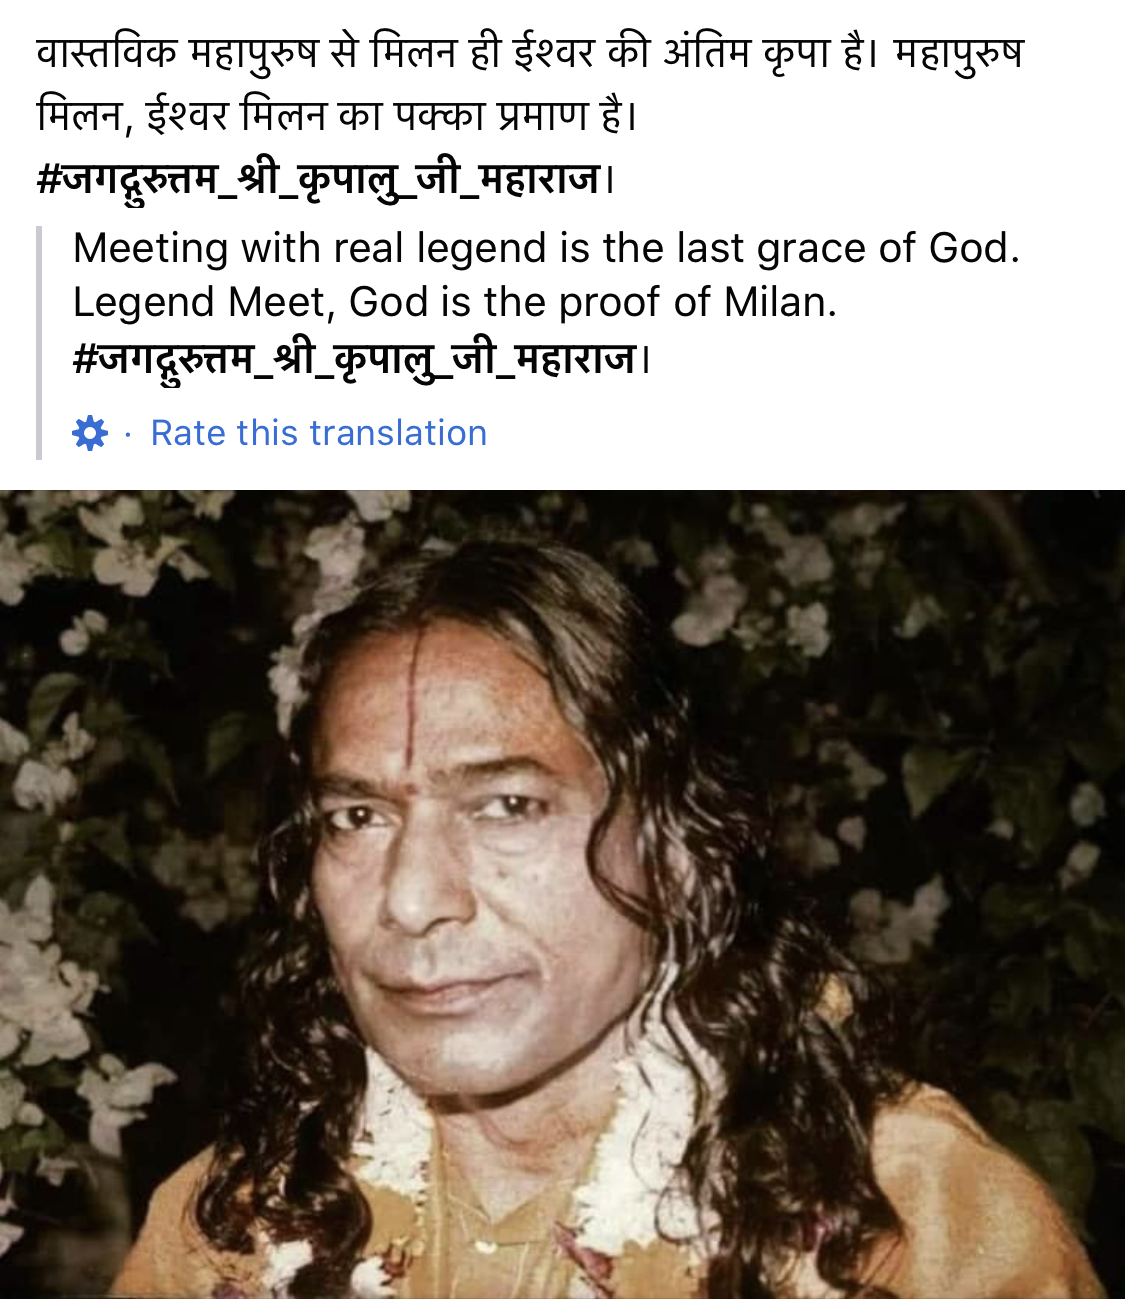 वास्तविक महापुरुष से मिलन ही ईश्वर की अंतिम कृपा है। महापुरुष
मिलन, ईश्वर मिलन का पक्का प्रमाण है।
#जगद्गुरुत्तम_श्री_कृपालु_जी_महाराज।
Meeting with real legend is the last grace of God.
Legend Meet, God is the proof of Milan.
#जगद्गुरुत्तम_श्री_कृपालु_जी_महाराज।
· Rate this translation